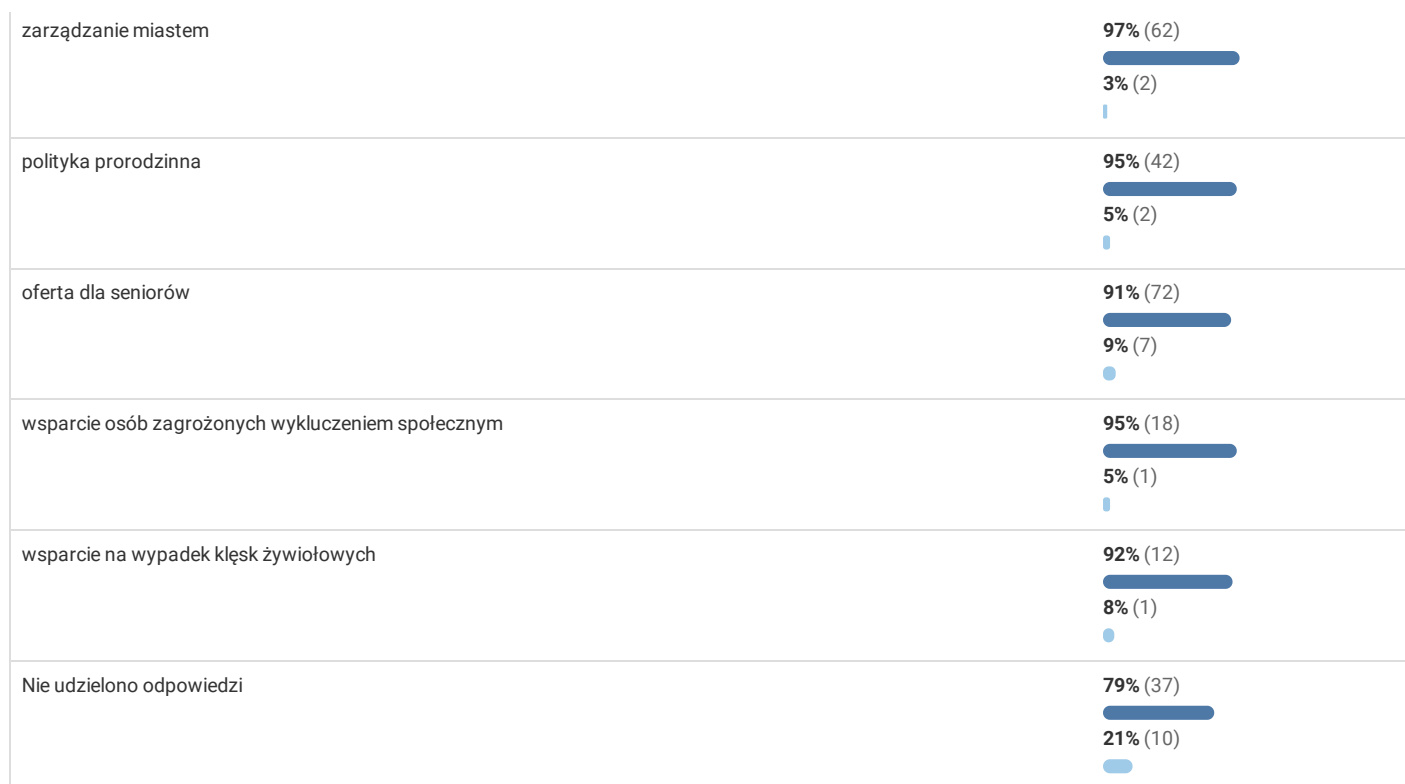 zarządzanie miastem
97% (62)
3% (2)
polityka prorodzinna
95% (42)
5% (2)
oferta dla seniorów
91% (72)
9% (7)
wsparcie osób zagrożonych wykluczeniem społecznym
95% (18)
5% (1)
wsparcie na wypadek klęsk żywiołowych
92% (12)
8% (1)
Nie udzielono odpowiedzi
79% (37)
21% (10)